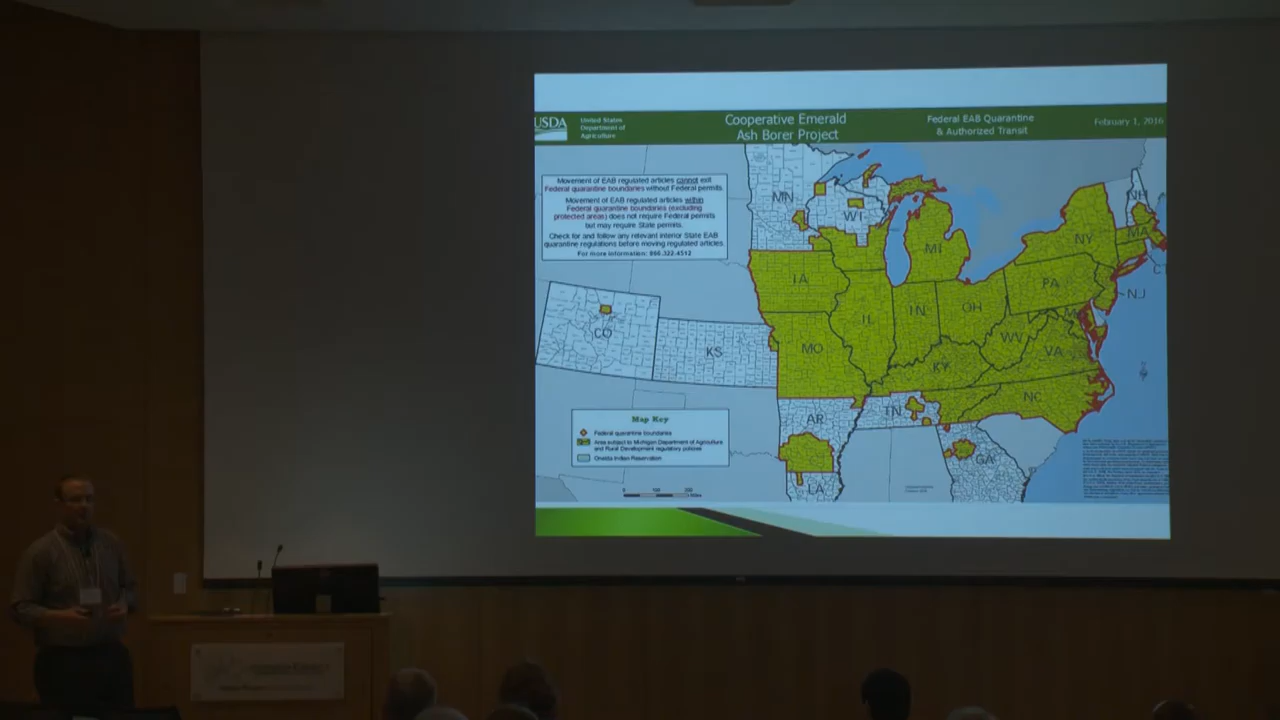 USDA
United States
Department of
Agriculture
Cooperative Emerald
Ash Borer Project
Federal EAB Quarantine
& Authorized Transit
February 1, 2016
Movement of EAB regulated articles cannot exit
Federal quarantine boundaries without Federal permits.
Movement of EAB regulated articles within
Federal quarantine boundaries (excluding
protected areas) does not require Federal permits
but may require State permits.
Check for and follow any relevant interior State EAB
quarantine regulations before moving regulated articles.
For more information: 866.322.4512
MN
WI
MI
NH
NY
MA
IA
PA
NJ
CO
KS
IL
IN
OH
MO
WV
VA
KY
NC
AR
TN
GA
LA
Map Key
Federal quarantine boundaries
Area subject to Michigan Department of Agriculture
and Rural Development regulatory policies
Oneida Indian Reservation